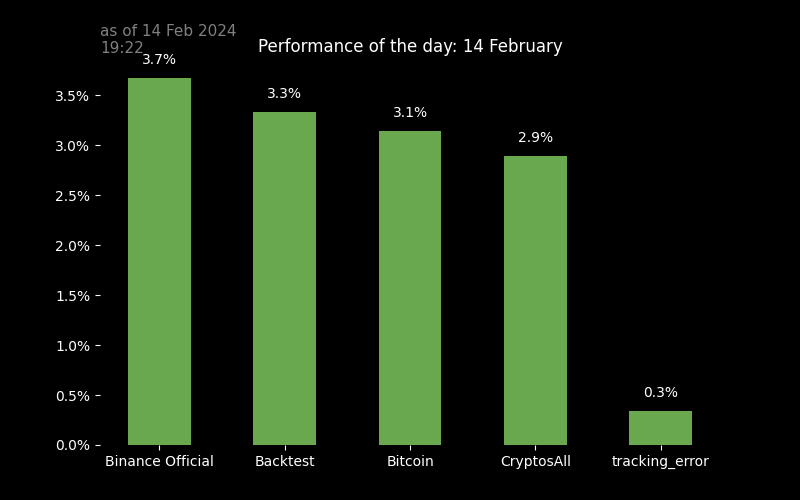 as of 14 Feb 2024
19:22
Performance of the day: 14 February
3.7%
3.3%
3.1%
2.9%
0.3%
3.5%
3.0%
2.5%
2.0%
1.5%
1.0%
0.5%
0.0%
Binance Official
Backtest
Bitcoin
CryptosAll
tracking_error